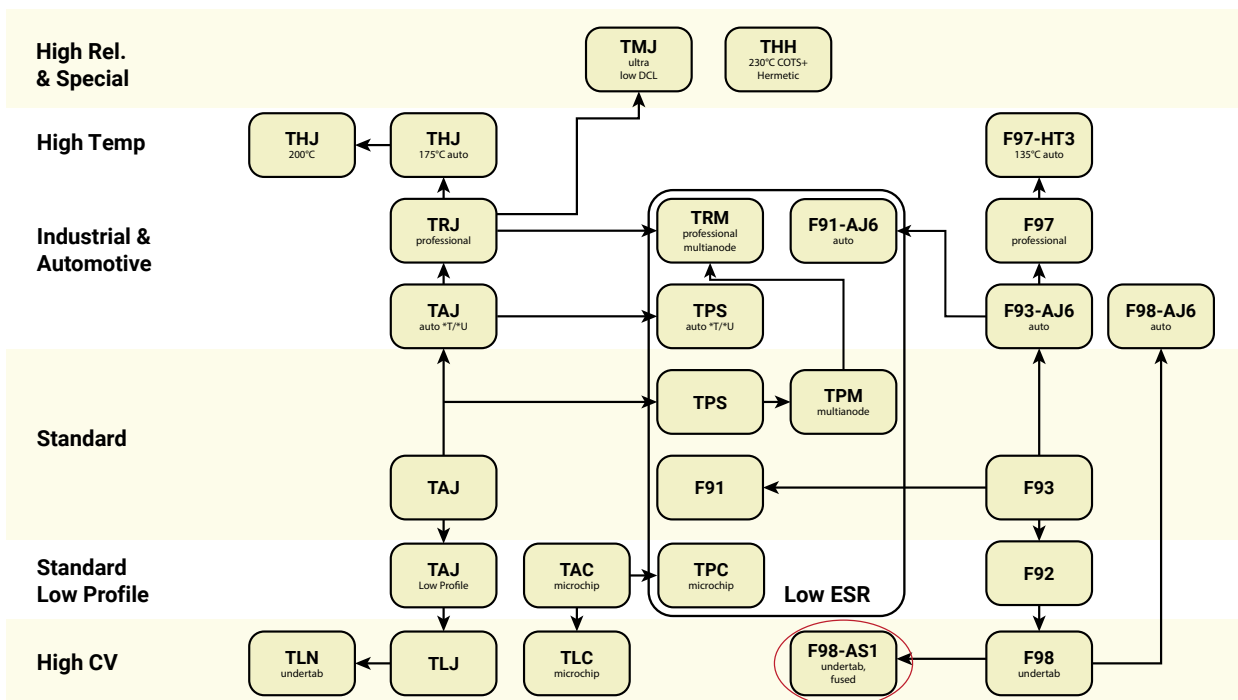 High Rel.
& Special
TMJ
ultra
low DCL
THH
230°C COTS+
Hermetic
High Temp
THJ
200°C
THJ
175°C auto
F97-HT3
135°C auto
Industrial &
Automotive
TRJ
professional
TRM
professional
multianode
F91-AJ6
auto
F97
professional
TAJ
auto *T/*U
TPS
auto *T/*U
F93-AJ6
auto
F98-AJ6
auto
Standard
TPS
TPM
multianode
TAJ
F91
F93
Standard
Low Profile
TAJ
Low Profile
TAC
microchip
TPC
microchip
Low ESR
F92
High CV
TLN
undertab
TLJ
TLC
microchip
F98-AS1
undertab,
fused
F98
undertab